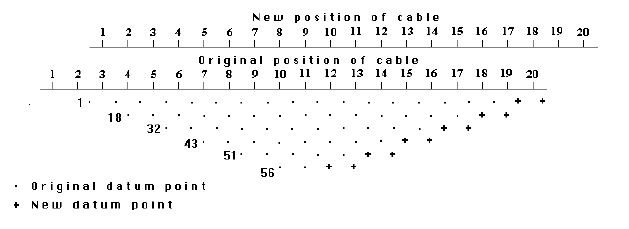 New position of cable
1 2 3 4 5 6 7 8 9 10 11 12 13 14 15 16 17 18 19 20
Original position of cable
1 2 3 4 5 6 7 8 9 10 11 12 13 14 15 16 17 18 19 20
1
18
32
43
51
56
· Original datum point
+ New datum point